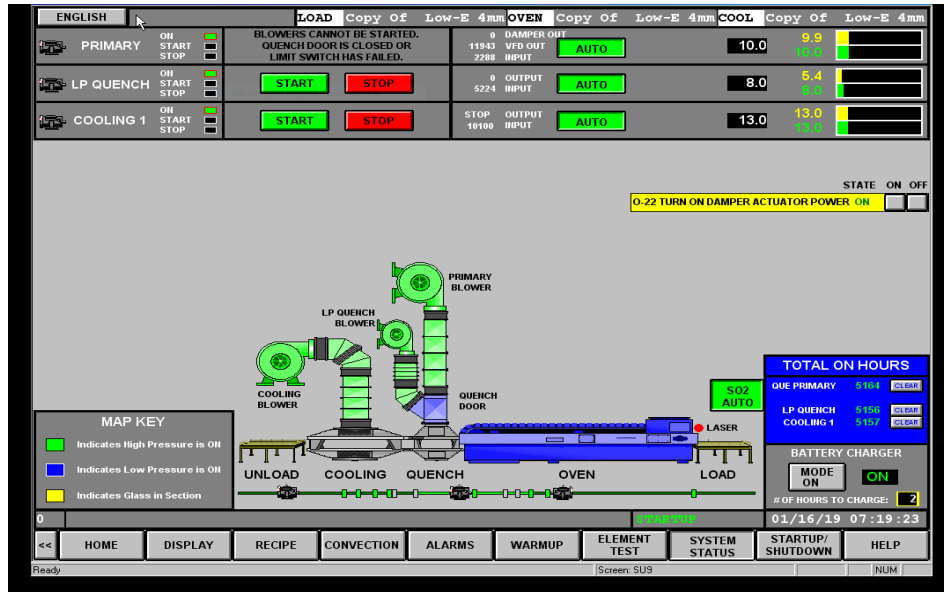 ENGLISH LOAD Copy Of Low-E 4mm OVEN Copy Of Low-E 4mm COOL Copy Of Low-E 4mm
PRIMARY
ON
START
STOP
BLOWERS CANNOT BE STARTED.
QUENCH DOOR IS CLOSED OR
LIMIT SWITCH HAS FAILED.
0 DAMPER OUT
11943 VFD OUT
2288 INPUT
AUTO
10.0
9.9
10.0
LP QUENCH
ON
START
STOP
START STOP
0 OUTPUT
5224 INPUT
AUTO
8.0
5.4
8.0
COOLING 1
ON
START
STOP
START STOP
STOP OUTPUT
10100 INPUT
AUTO
13.0
13.0
13.0
STATE ON OFF
O-22 TURN ON DAMPER ACTUATOR POWER ON
PRIMARY
BLOWER
LP QUENCH
BLOWER
COOLING
BLOWER
QUENCH
DOOR
SO2
AUTO
LASER
TOTAL ON HOURS
QUE PRIMARY 5164 CLEAR
LP QUENCH 5156 CLEAR
COOLING 1 5157 CLEAR
MAP KEY
Indicates High Pressure is ON
Indicates Low Pressure is ON
Indicates Glass in Section
UNLOAD COOLING QUENCH OVEN LOAD
BATTERY CHARGER
MODE
ON
ON
# OF HOURS TO CHARGE: 2
0 STARTUP 01/16/19 07:19:23
<< HOME DISPLAY RECIPE CONVECTION ALARMS WARMUP
ELEMENT
TEST
SYSTEM
STATUS
STARTUP/
SHUTDOWN
HELP
Ready Screen: SU9 NUM